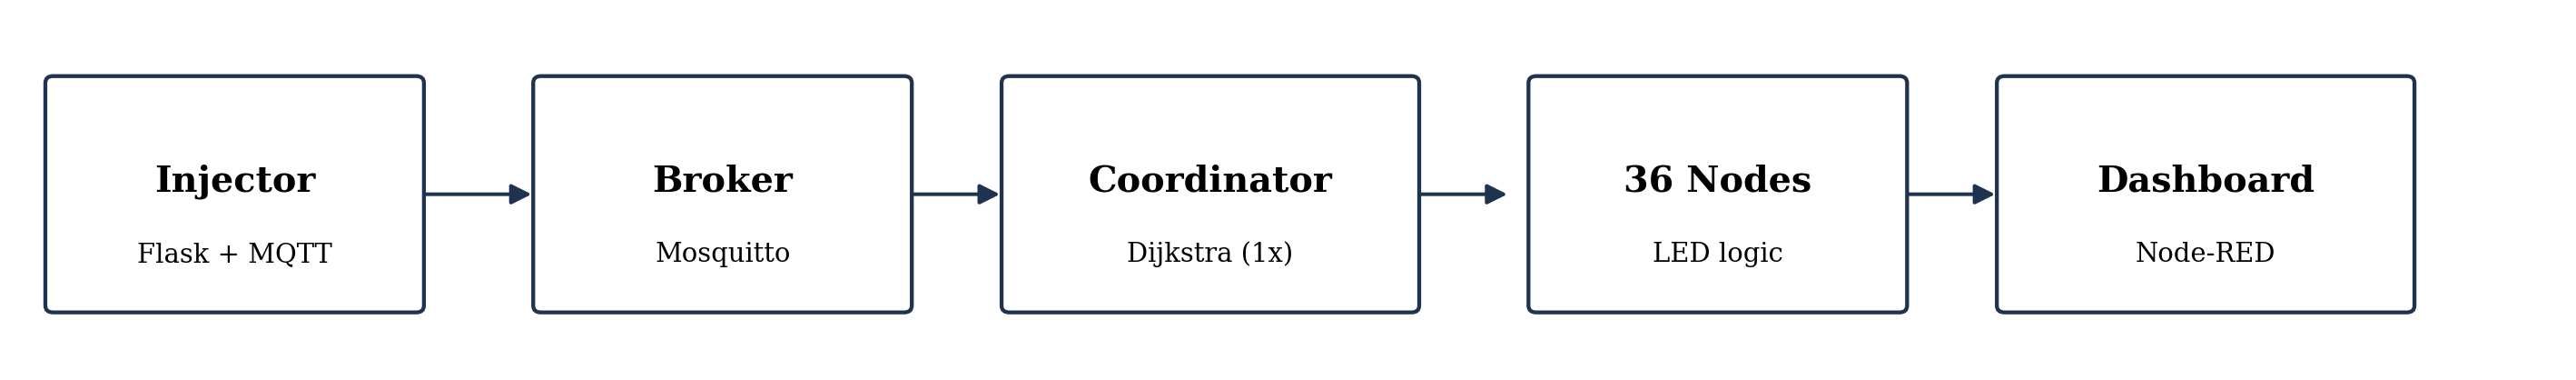 Injector
Flask + MQTT
Broker
Mosquitto
Coordinator
Dijkstra (1x)
36 Nodes
LED logic
Dashboard
Node-RED